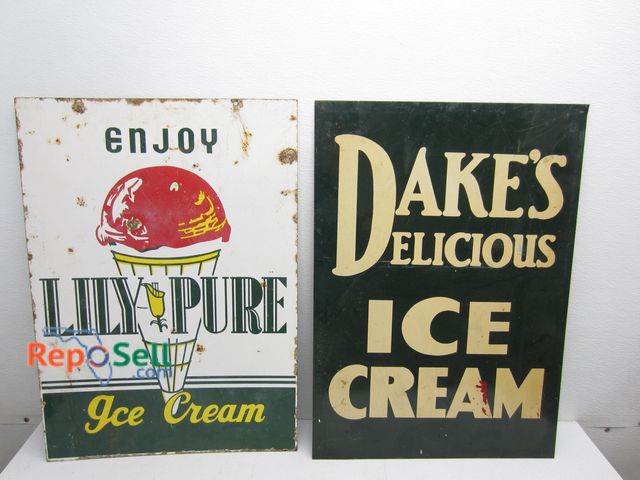 ENJOY
LILY PURE
Ice Cream
RepOSell
.com
DAKE'S
DELICIOUS
ICE
CREAM